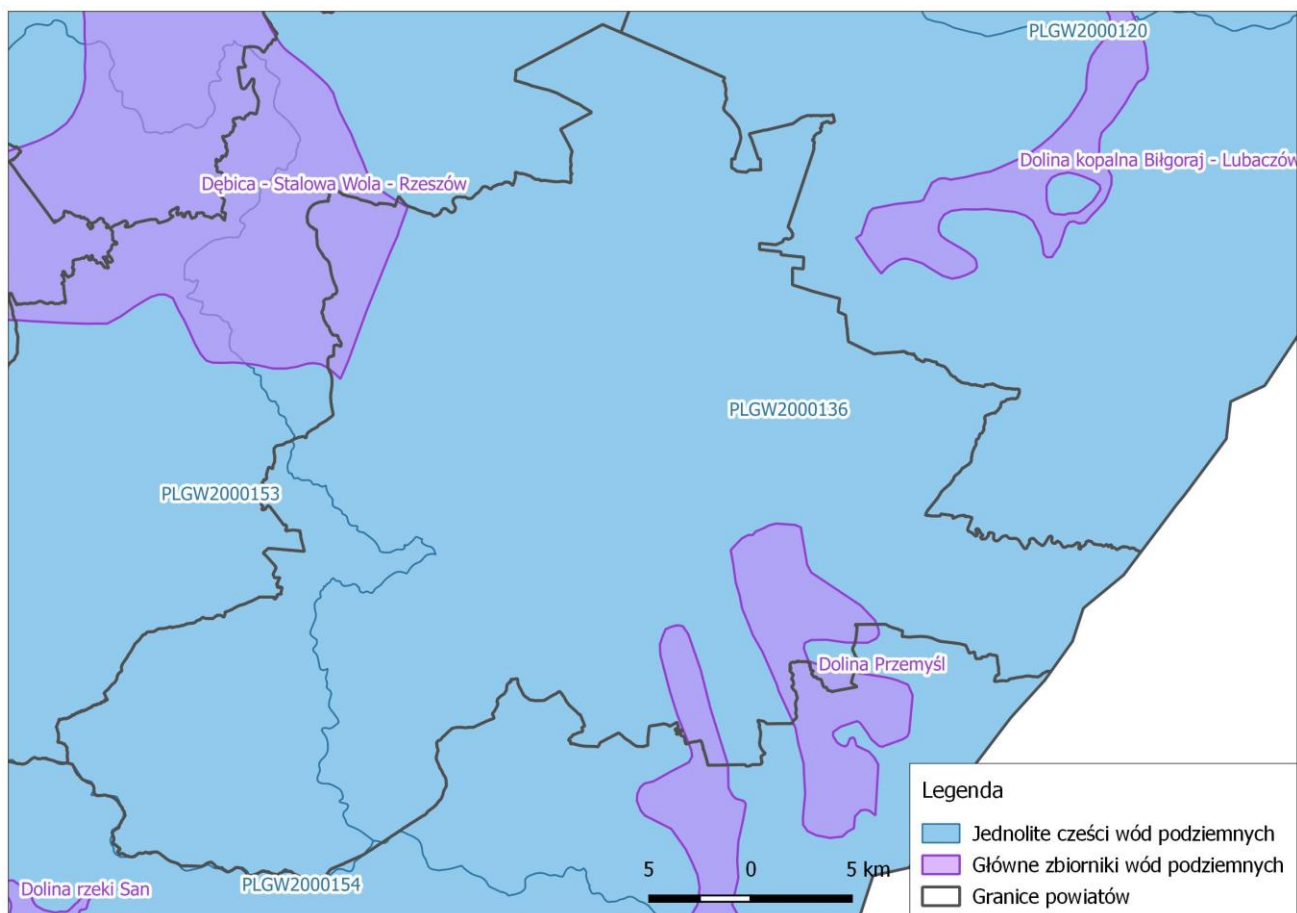 PLGW2000120
Dolina kopalna Biłgoraj - Lubaczów
Dębica - Stalowa Wola - Rzeszów
PLGW2000136
PLGW2000153
Dolina Przemyśl
Legenda
Jednolite cześci wód podziemnych
Główne zbiorniki wód podziemnych
Granice powiatów
5 0 5 km
Dolina rzeki San
PLGW2000154